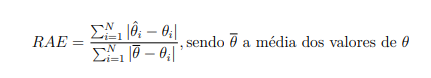 $RAE = \frac{\sum_{i=1}^{N} |\hat{\theta}_i - \theta_i|}{\sum_{i=1}^{N} |\overline{\theta} - \theta_i|}$, sendo $\overline{\theta}$ a média dos valores de $\theta$